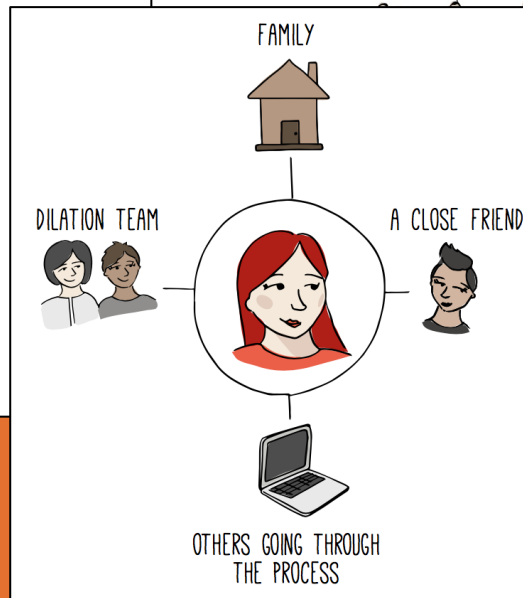 FAMILY
DILATION TEAM
A CLOSE FRIEND
OTHERS GOING THROUGH
THE PROCESS